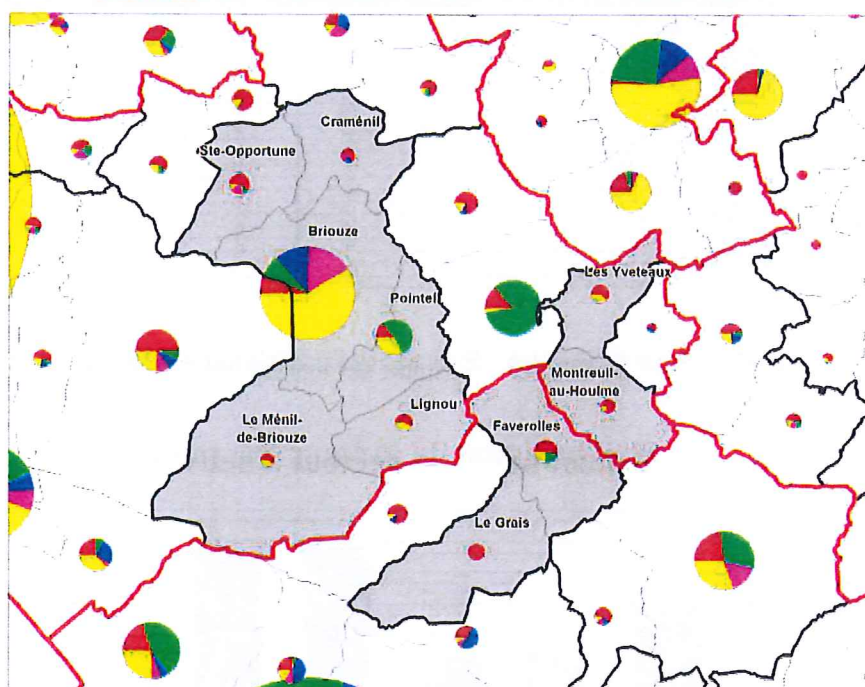 Craménil
Ste-Opportune
Briouze
Les Yveteaux
Pointel
Montreuil-
au-Houlme
Lignou
Le Ménil-
de-Briouze
Faverolles
Le Grais